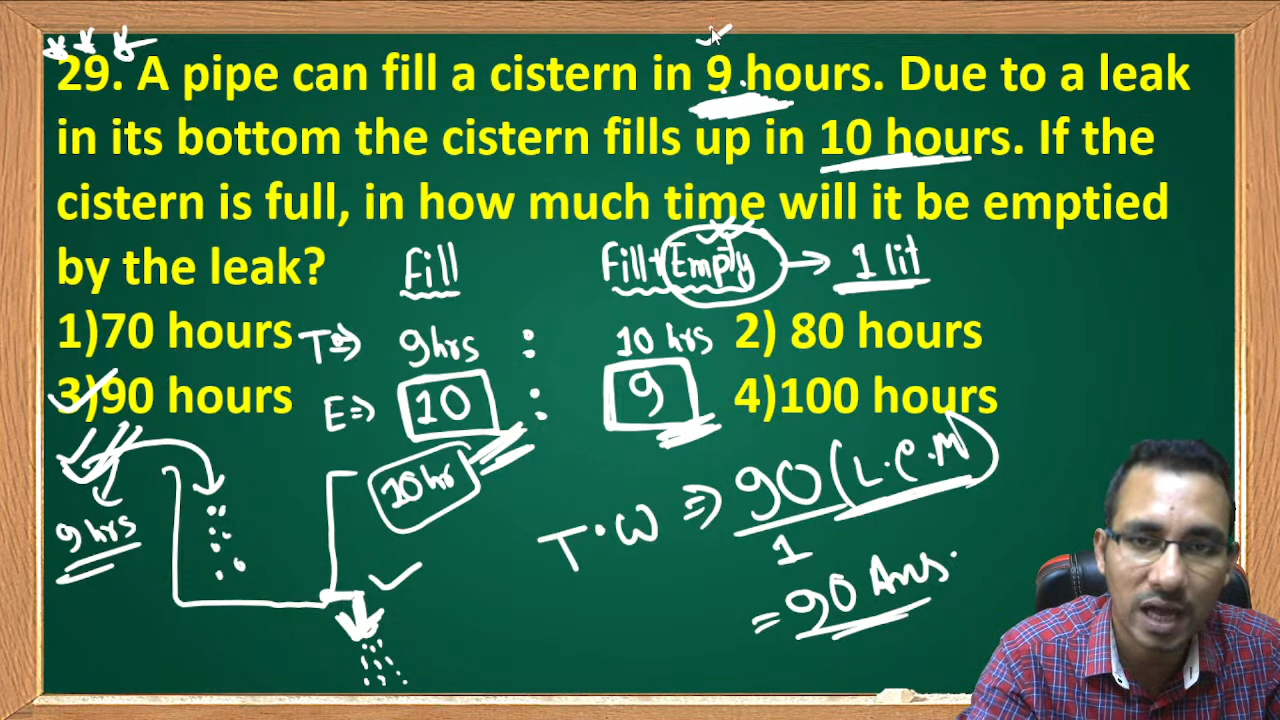 29. A pipe can fill a cistern in 9 hours. Due to a leak
in its bottom the cistern fills up in 10 hours. If the
cistern is full, in how much time will it be emptied
by the leak?
Fill
Fill+Empty → 1 lit
1)70 hours
2) 80 hours
T⇒ 9hrs : 10 hrs
3)90 hours
4)100 hours
E⇒ 10 : 9
10hr
9 hrs
T.W ⇒ 90 (L.C.M)
1
= 90 Ans.